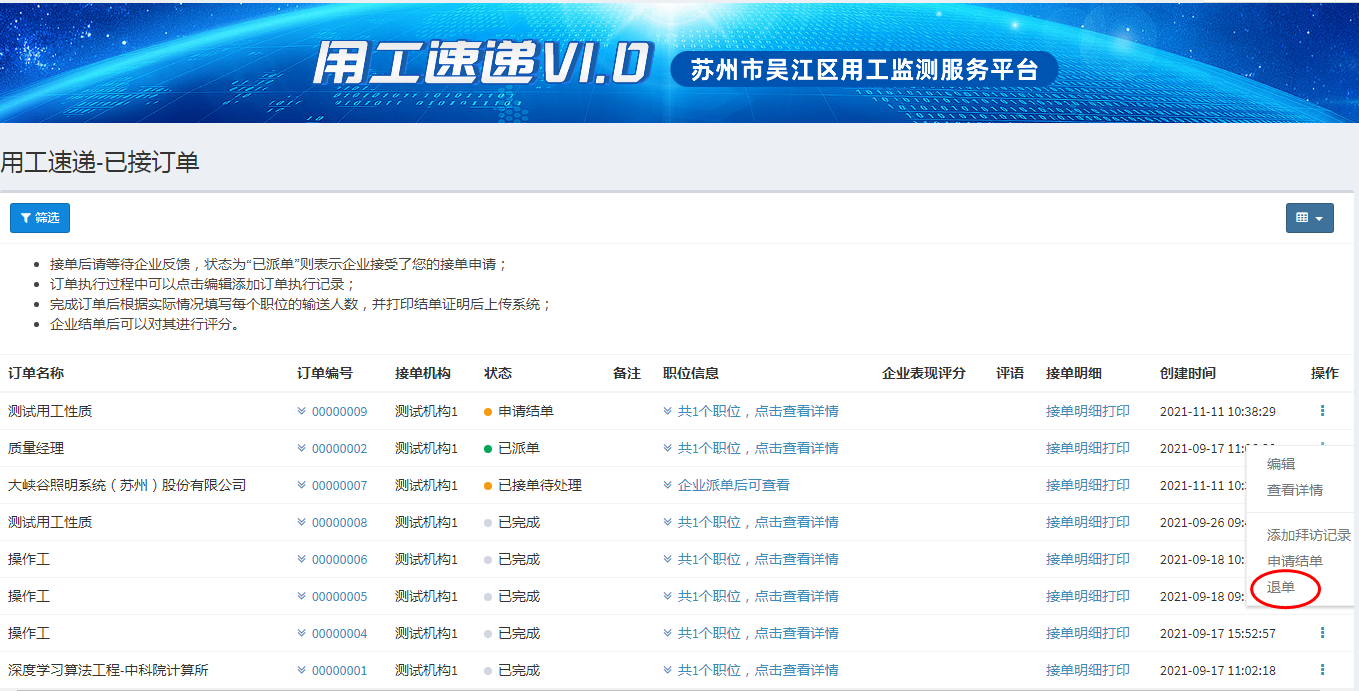 用工速递V1.0 苏州市吴江区用工监测服务平台
用工速递-已接订单
筛选
接单后请等待企业反馈，状态为“已派单”则表示企业接受了您的接单申请；
订单执行过程中可以点击编辑添加订单执行记录；
完成订单后根据实际情况填写每个职位的输送人数，并打印结单证明后上传系统；
企业结单后可以对其进行评分。
订单名称 订单编号 接单机构 状态 备注 职位信息 企业表现评分 评语 接单明细 创建时间 操作
测试用工性质 00000009 测试机构1 申请结单 共1个职位，点击查看详情 接单明细打印 2021-11-11 10:38:29
质量经理 00000002 测试机构1 已派单 共1个职位，点击查看详情 接单明细打印 2021-09-17 11:
编辑
大峡谷照明系统（苏州）股份有限公司 00000007 测试机构1 已接单待处理 企业派单后可查看 接单明细打印 2021-11-11 10:
查看详情
测试用工性质 00000008 测试机构1 已完成 共1个职位，点击查看详情 接单明细打印 2021-09-26 09:
添加拜访记录
操作工 00000006 测试机构1 已完成 共1个职位，点击查看详情 接单明细打印 2021-09-18 10:
申请结单
退单
操作工 00000005 测试机构1 已完成 共1个职位，点击查看详情 接单明细打印 2021-09-18 09:
操作工 00000004 测试机构1 已完成 共1个职位，点击查看详情 接单明细打印 2021-09-17 15:52:57
深度学习算法工程-中科院计算所 00000001 测试机构1 已完成 共1个职位，点击查看详情 接单明细打印 2021-09-17 11:02:18